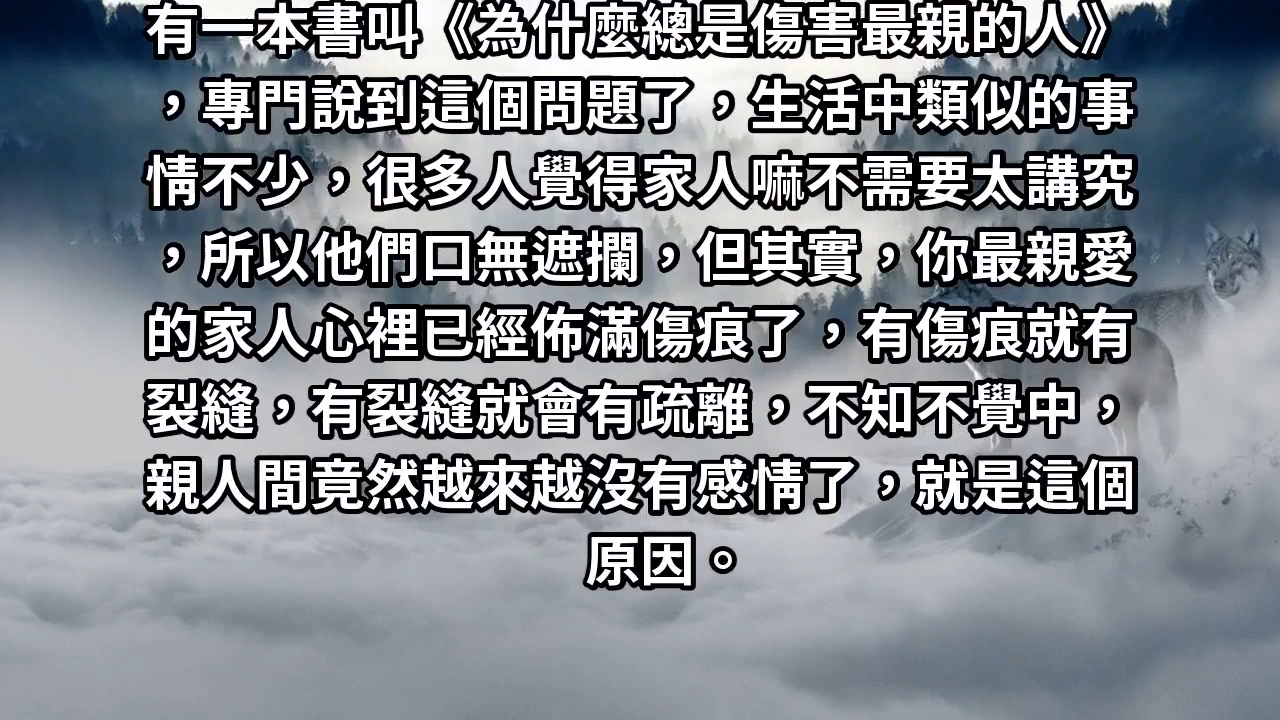 有一本書叫《為什麼總是傷害最親的人》
，專門說到這個問題了，生活中類似的事
情不少，很多人覺得家人嘛不需要太講究
，所以他們口無遮攔，但其實，你最親愛
的家人心裡已經佈滿傷痕了，有傷痕就有
裂縫，有裂縫就會有疏離，不知不覺中，
親人間竟然越來越沒有感情了，就是這個
原因。